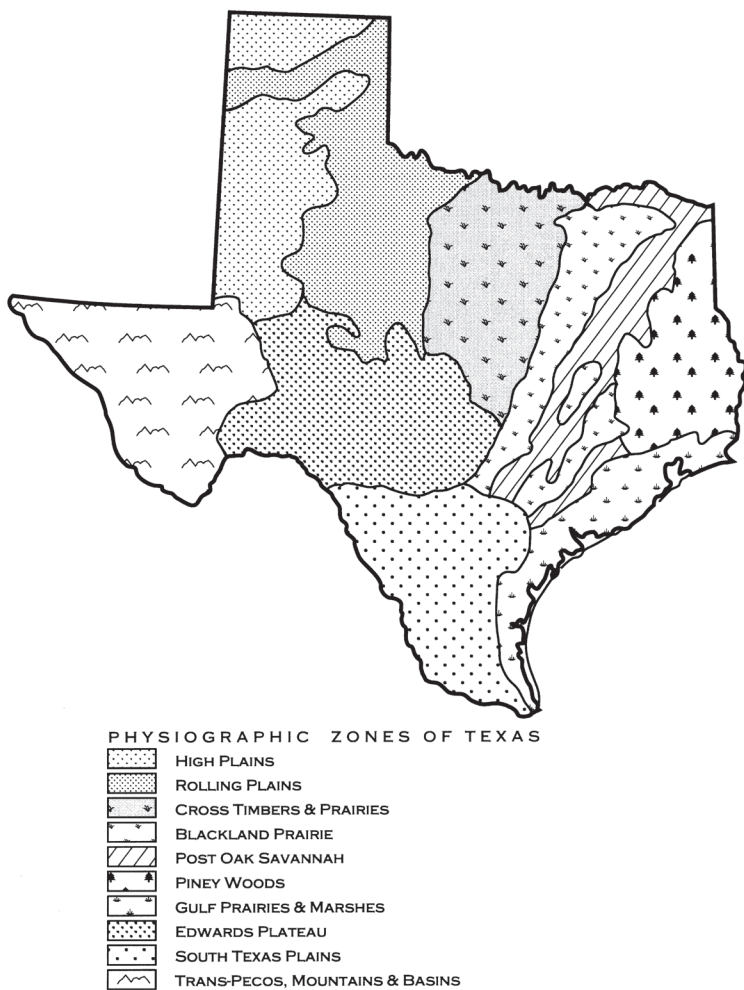 PHYSIOGRAPHIC ZONES OF TEXAS
HIGH PLAINS
ROLLING PLAINS
CROSS TIMBERS & PRAIRIES
BLACKLAND PRAIRIE
POST OAK SAVANNAH
PINEY WOODS
GULF PRAIRIES & MARSHES
EDWARDS PLATEAU
SOUTH TEXAS PLAINS
TRANS-PECOS, MOUNTAINS & BASINS